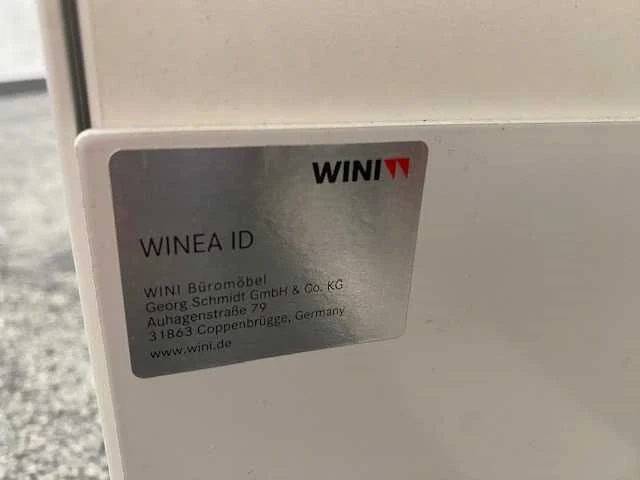 WINI
WINEA ID
WINI Büromöbel
Georg Schmidt GmbH & Co. KG
Auhagenstraße 79
31863 Coppenbrügge, Germany
www.wini.de